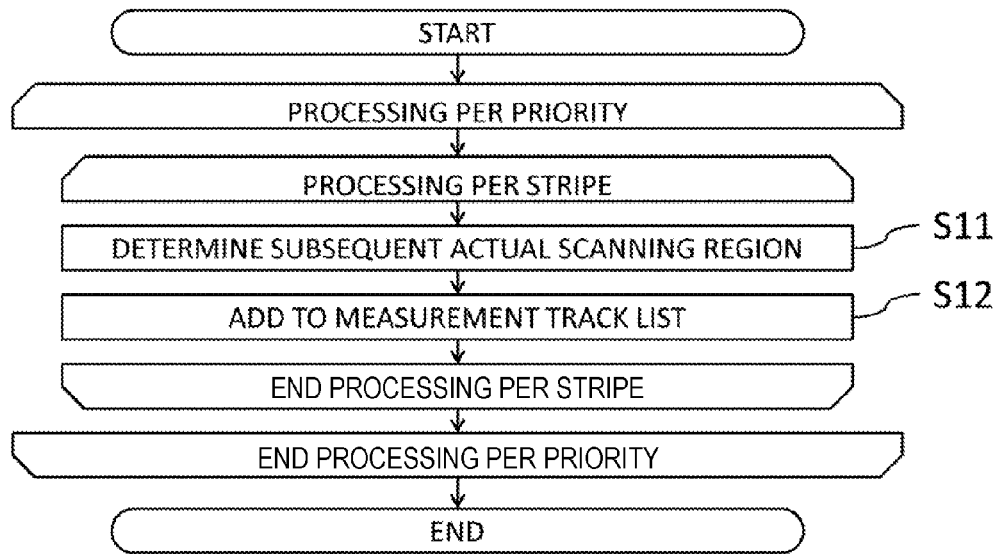 START
PROCESSING PER PRIORITY
PROCESSING PER STRIPE
DETERMINE SUBSEQUENT ACTUAL SCANNING REGION
S11
ADD TO MEASUREMENT TRACK LIST
S12
END PROCESSING PER STRIPE
END PROCESSING PER PRIORITY
END